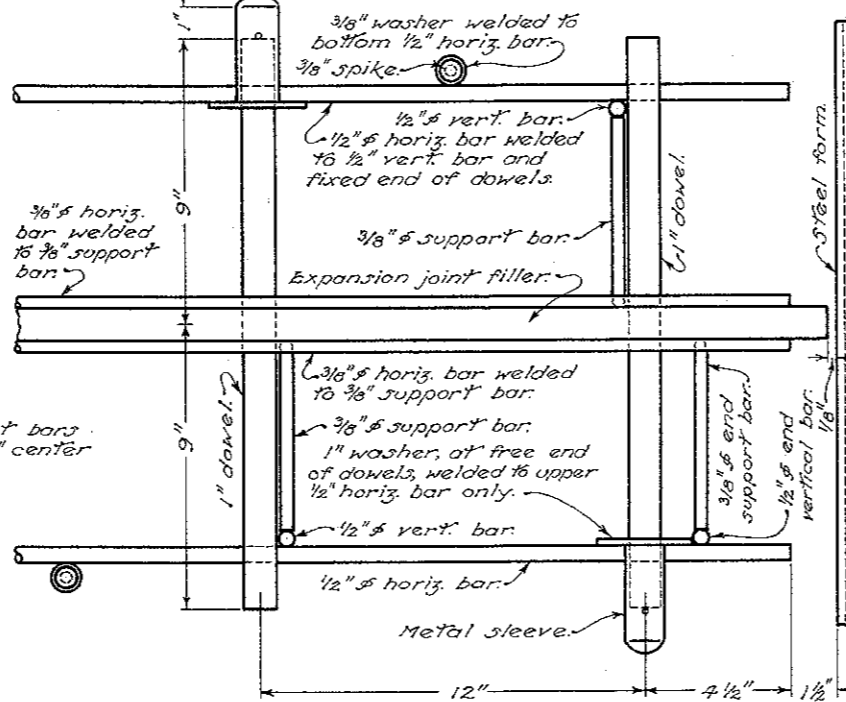 1"
3/8" washer welded to
bottom 1/2" horiz. bar.
3/8" spike.
1/2"ø vert. bar.
1/2"ø horiz. bar welded
to 1/2" vert. bar and
fixed end of dowels.
9"
3/8"ø horiz.
bar welded
to 3/8" support
bar.
3/8"ø support bar.
1" dowel.
Steel form.
Expansion joint filler.
3/8"ø horiz. bar welded
to 3/8" support bar.
3/8"ø support bar.
1" washer, at free end
of dowels, welded to upper
1/2" horiz. bar only.
t bars
" center
9"
1" dowel.
3/8"ø end
support bar.
1/2"ø end
vertical bar.
1/8"
1/2"ø vert. bar.
1/2"ø horiz. bar.
Metal sleeve.
12"
4 1/2"
1 1/2"